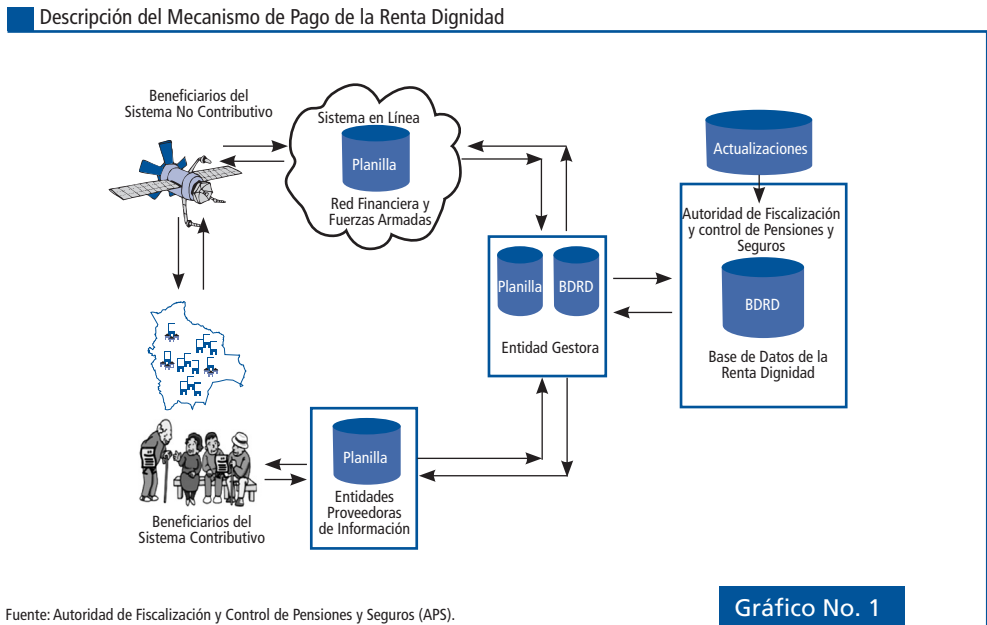 Descripción del Mecanismo de Pago de la Renta Dignidad
Beneficiarios del
Sistema No Contributivo
Sistema en Línea
Planilla
Red Financiera y
Fuerzas Armadas
Actualizaciones
Autoridad de Fiscalización
y control de Pensiones y
Seguros
BDRD
Base de Datos de la
Renta Dignidad
Planilla
BDRD
Entidad Gestora
Planilla
Entidades
Proveedoras
de Información
Beneficiarios del
Sistema Contributivo
Fuente: Autoridad de Fiscalización y Control de Pensiones y Seguros (APS).
Gráfico No. 1